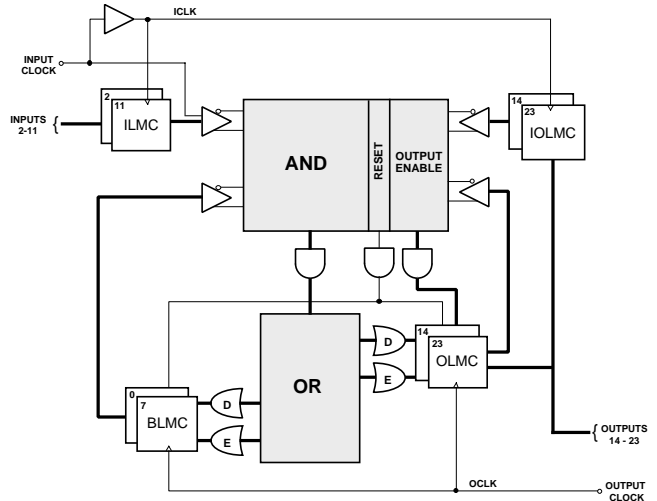 ICLK
INPUT
CLOCK
2
11
ILMC
INPUTS
2-11
{
AND
RESET
OUTPUT
ENABLE
14
23
IOLMC
OR
D
E
14
23
OLMC
D
E
0
7
BLMC
{
OUTPUTS
14 - 23
OCLK
OUTPUT
CLOCK